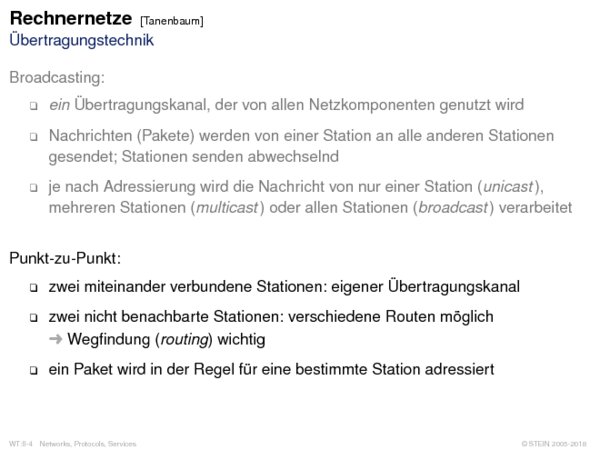 Rechnernetze [Tanenbaum]
Übertragungstechnik
Broadcasting:
❑ ein Übertragungskanal, der von allen Netzkomponenten genutzt wird
❑ Nachrichten (Pakete) werden von einer Station an alle anderen Stationen
gesendet; Stationen senden abwechselnd
❑ je nach Adressierung wird die Nachricht von nur einer Station (unicast),
mehreren Stationen (multicast) oder allen Stationen (broadcast) verarbeitet
Punkt-zu-Punkt:
❑ zwei miteinander verbundene Stationen: eigener Übertragungskanal
❑ zwei nicht benachbarte Stationen: verschiedene Routen möglich
➜ Wegfindung (routing) wichtig
❑ ein Paket wird in der Regel für eine bestimmte Station adressiert
WT:II-4 Networks, Protocols, Services © STEIN 2005-2018